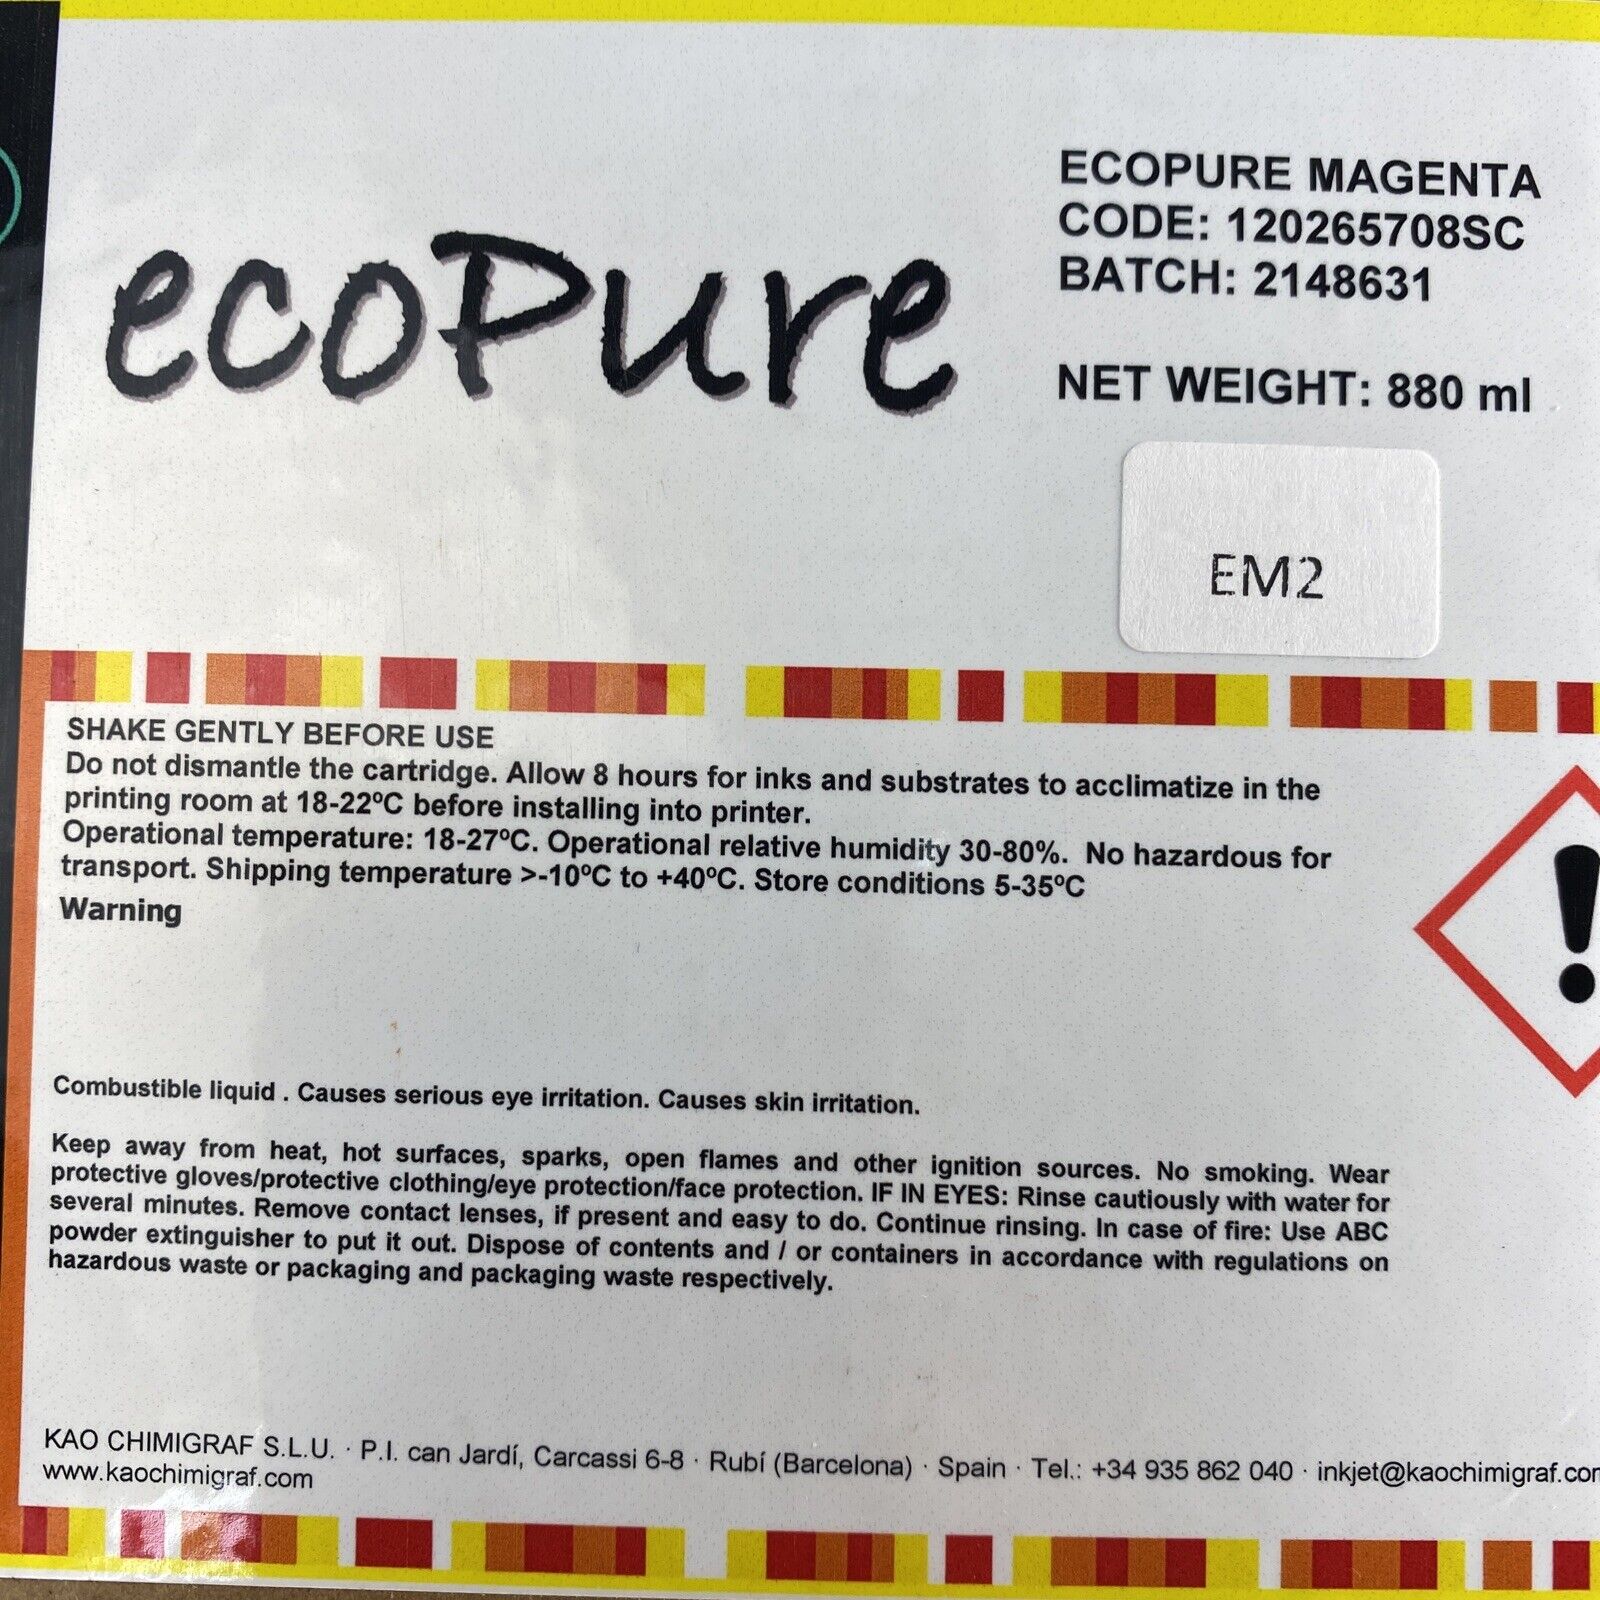 ecoPure
ECOPURE MAGENTA
CODE: 120265708SC
BATCH: 2148631
NET WEIGHT: 880 ml
EM2
SHAKE GENTLY BEFORE USE
Do not dismantle the cartridge. Allow 8 hours for inks and substrates to acclimatize in the
printing room at 18-22ºC before installing into printer.
Operational temperature: 18-27ºC. Operational relative humidity 30-80%. No hazardous for
transport. Shipping temperature >-10ºC to +40ºC. Store conditions 5-35ºC
Warning
Combustible liquid . Causes serious eye irritation. Causes skin irritation.
Keep away from heat, hot surfaces, sparks, open flames and other ignition sources. No smoking. Wear
protective gloves/protective clothing/eye protection/face protection. IF IN EYES: Rinse cautiously with water for
several minutes. Remove contact lenses, if present and easy to do. Continue rinsing. In case of fire: Use ABC
powder extinguisher to put it out. Dispose of contents and / or containers in accordance with regulations on
hazardous waste or packaging and packaging waste respectively.
KAO CHIMIGRAF S.L.U. · P.I. can Jardí, Carcassi 6-8 · Rubí (Barcelona) · Spain · Tel.: +34 935 862 040 · inkjet@kaochimigraf.com
www.kaochimigraf.com